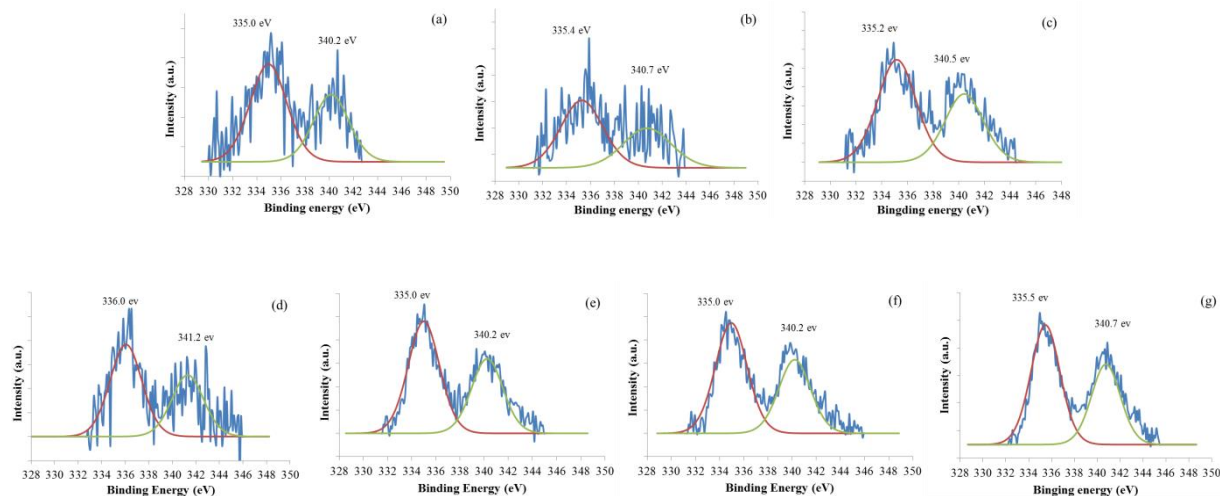 (a)
335.0 eV
340.2 eV
Intensity (a.u.)
328 330 332 334 336 338 340 342 344 346 348 350
Binding energy (eV)
(b)
335.4 eV
340.7 eV
Intensity (a.u.)
328 330 332 334 336 338 340 342 344 346 348 350
Binding energy (eV)
(c)
335.2 ev
340.5 ev
Intensity (a.u.)
328 330 332 334 336 338 340 342 344 346 348
Bingding energy (eV)
(d)
336.0 ev
341.2 ev
Intensity (a.u.)
328 330 332 334 336 338 340 342 344 346 348 350
Binding Energy (eV)
(e)
335.0 ev
340.2 ev
Intensity (a.u.)
328 330 332 334 336 338 340 342 344 346 348 350
Binding Energy (eV)
(f)
335.0 ev
340.2 ev
Intensity (a.u.)
328 330 332 334 336 338 340 342 344 346 348 350
Binding Energy (eV)
(g)
335.5 ev
340.7 ev
Intensity (a.u.)
328 330 332 334 336 338 340 342 344 346 348 350
Binging energy (eV)